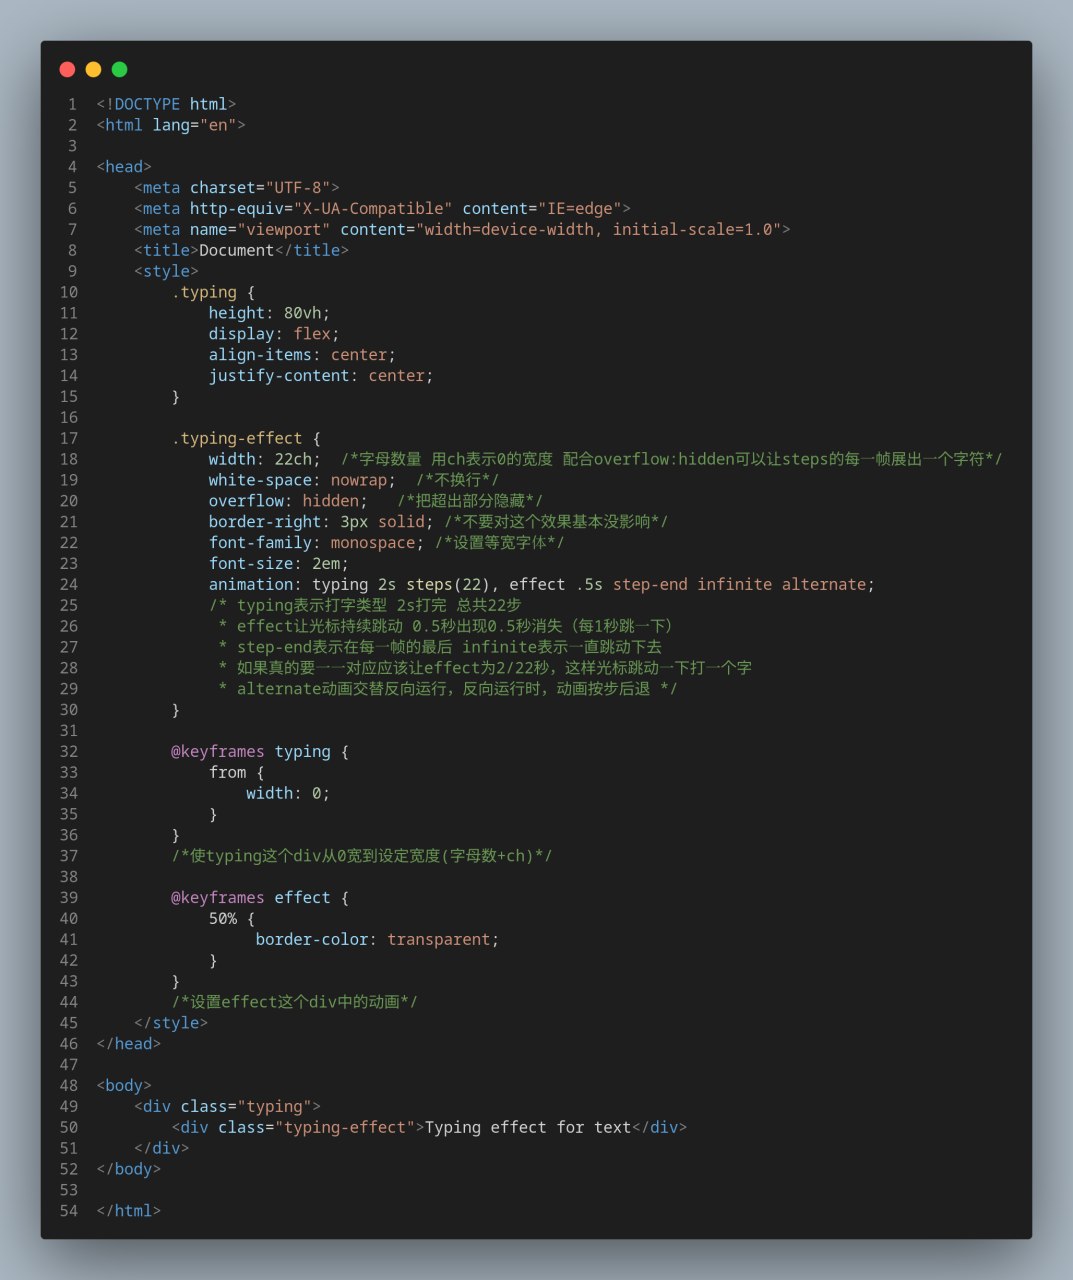 1 <!DOCTYPE html>
2 <html lang="en">
3
4 <head>
5     <meta charset="UTF-8">
6     <meta http-equiv="X-UA-Compatible" content="IE=edge">
7     <meta name="viewport" content="width=device-width, initial-scale=1.0">
8     <title>Document</title>
9     <style>
10         .typing {
11             height: 80vh;
12             display: flex;
13             align-items: center;
14             justify-content: center;
15         }
16
17         .typing-effect {
18             width: 22ch;  /*字母数量 用ch表示0的宽度 配合overflow:hidden可以让steps的每一帧展出一个字符*/
19             white-space: nowrap;  /*不换行*/
20             overflow: hidden;   /*把超出部分隐藏*/
21             border-right: 3px solid; /*不要对这个效果基本没影响*/
22             font-family: monospace; /*设置等宽字体*/
23             font-size: 2em;
24             animation: typing 2s steps(22), effect .5s step-end infinite alternate;
25             /* typing表示打字类型 2s打完 总共22步
26              * effect让光标持续跳动 0.5秒出现0.5秒消失（每1秒跳一下）
27              * step-end表示在每一帧的最后 infinite表示一直跳动下去
28              * 如果真的要一一对应应该让effect为2/22秒，这样光标跳动一下打一个字
29              * alternate动画交替反向运行，反向运行时，动画按步后退 */
30         }
31
32         @keyframes typing {
33             from {
34                 width: 0;
35             }
36         }
37         /*使typing这个div从0宽到设定宽度(字母数+ch)*/
38
39         @keyframes effect {
40             50% {
41                  border-color: transparent;
42             }
43         }
44         /*设置effect这个div中的动画*/
45     </style>
46 </head>
47
48 <body>
49     <div class="typing">
50         <div class="typing-effect">Typing effect for text</div>
51     </div>
52 </body>
53
54 </html>